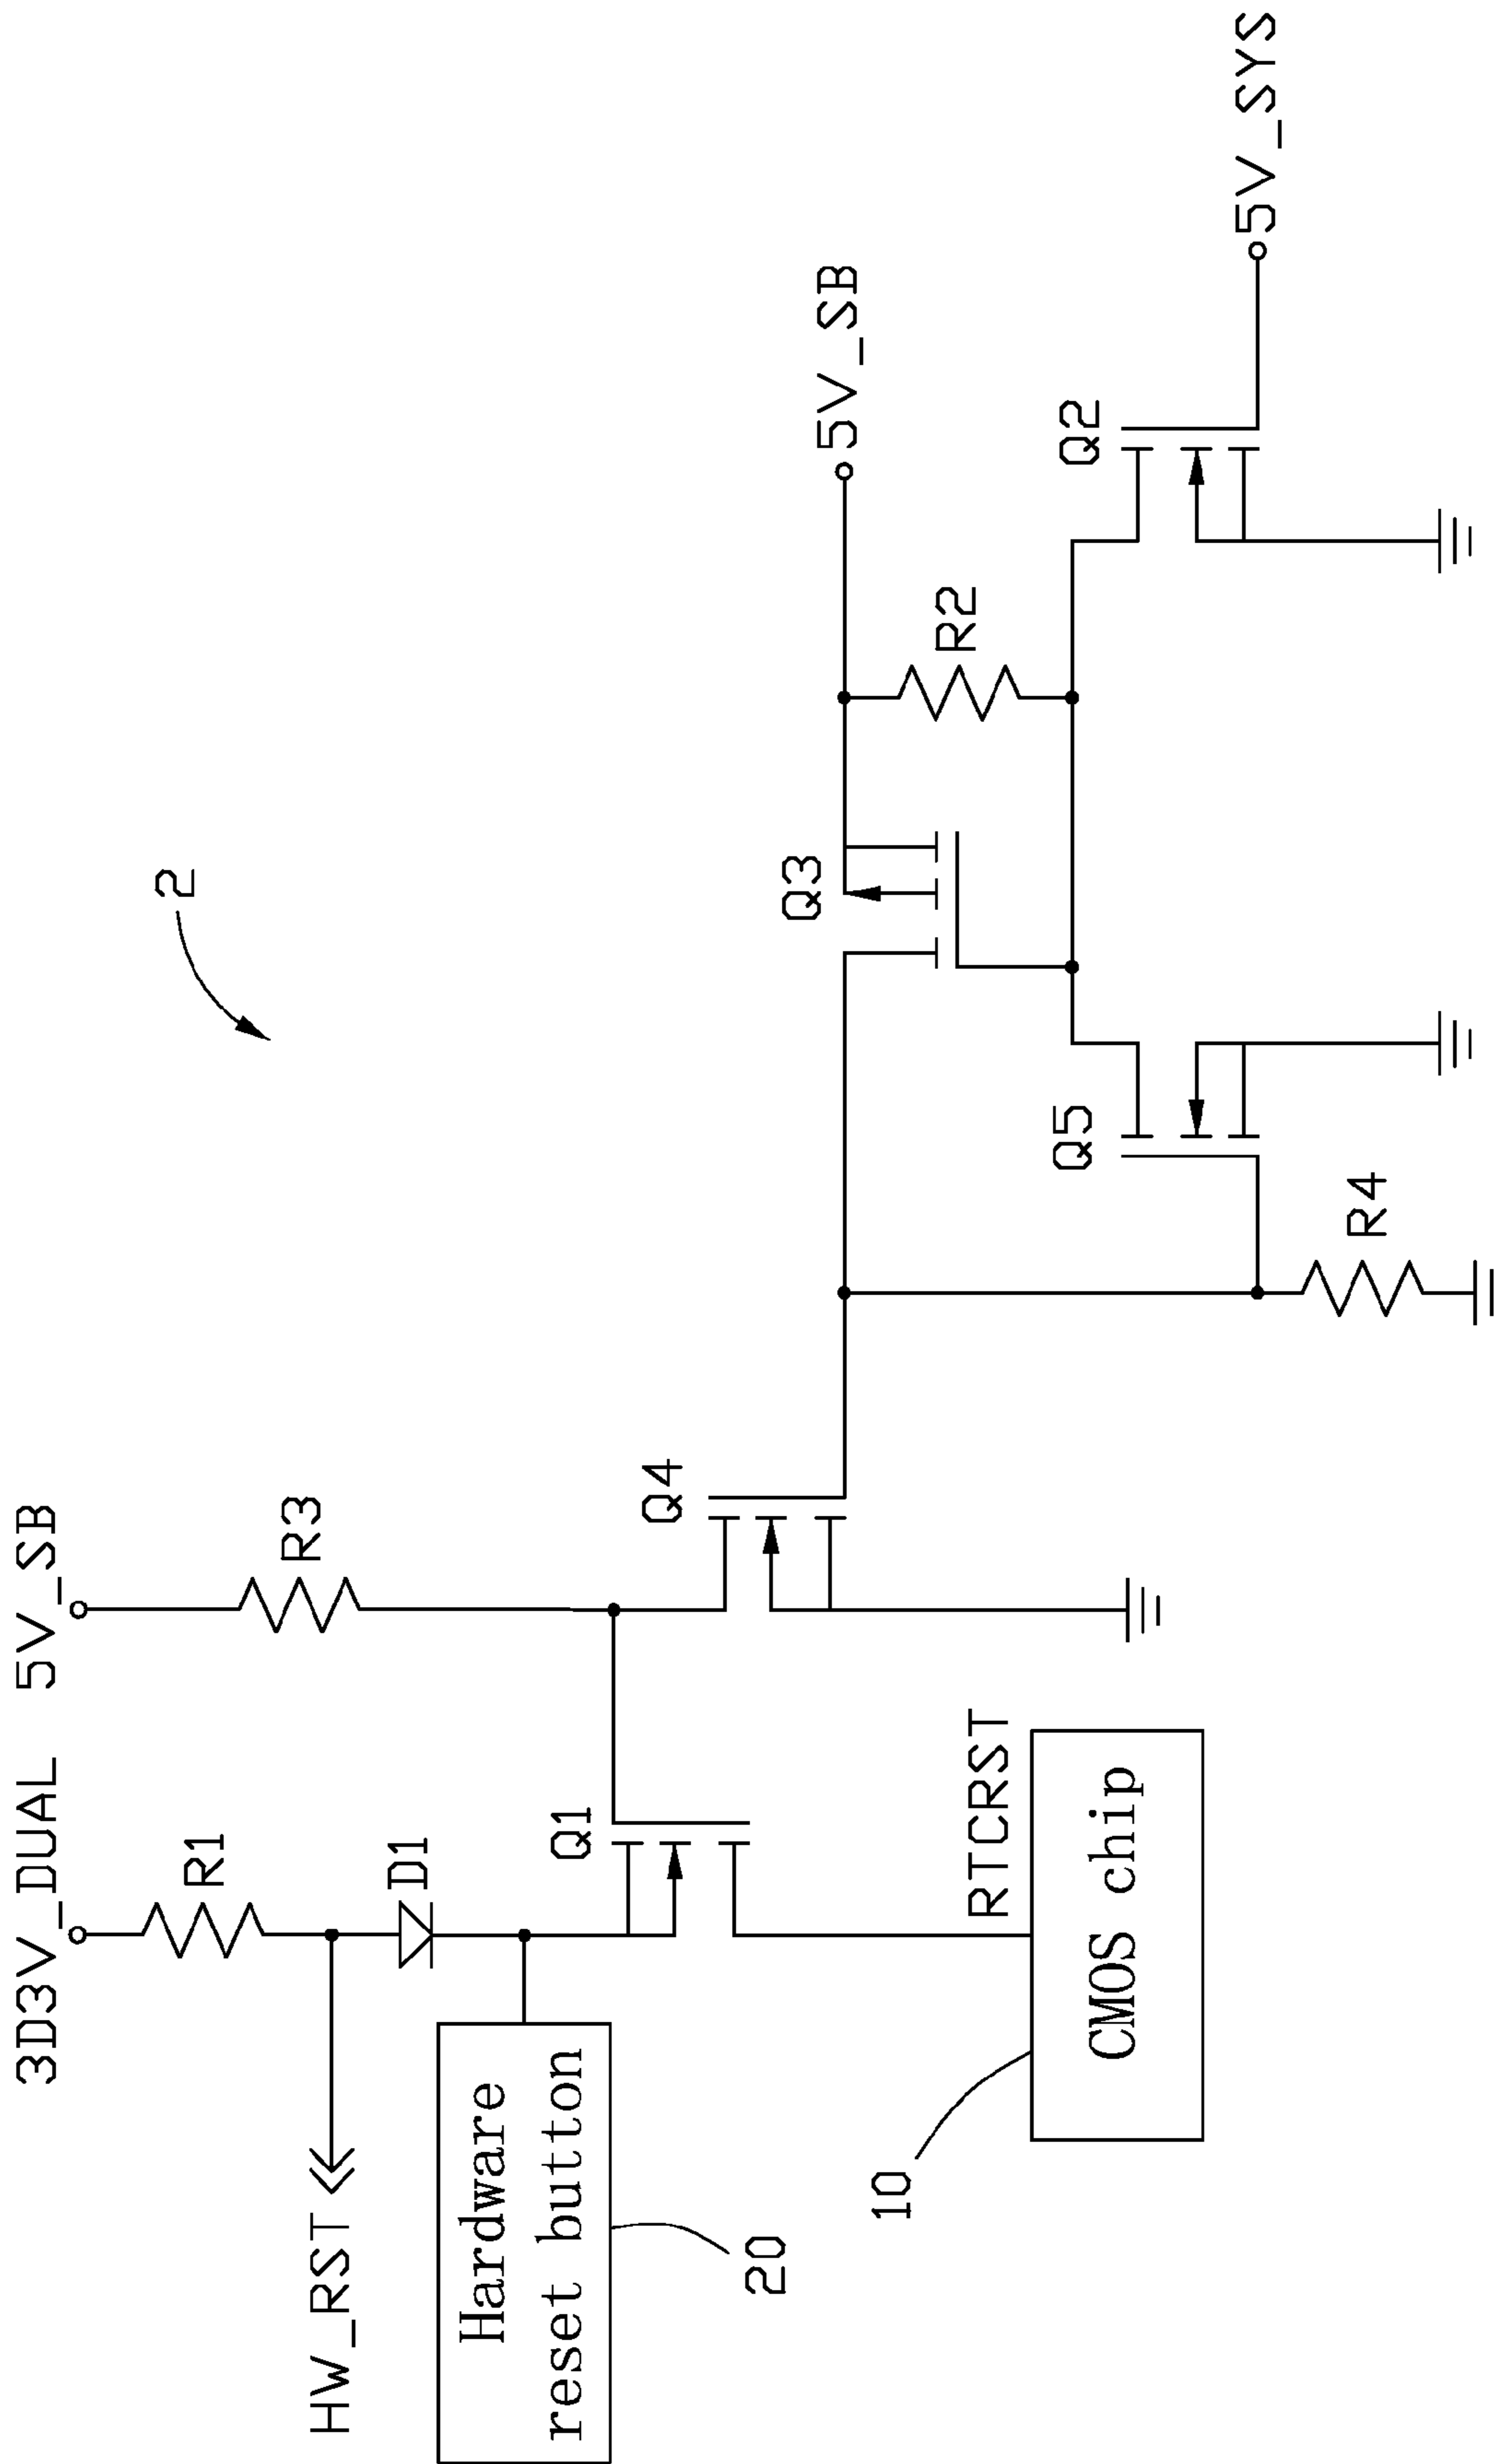 3D3V_DUAL
5V_SB
R1
R3
2
HW_RST
D1
Hardware
reset button
20
Q1
Q4
Q3
5V_SB
R2
10
RTCRST
CMOS chip
Q5
Q2
R4
5V_SYS